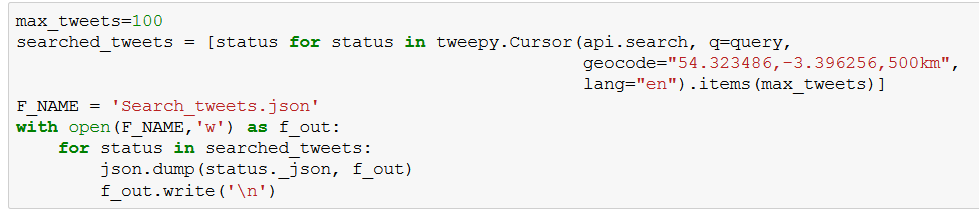 max_tweets=100
searched_tweets = [status for status in tweepy.Cursor(api.search, q=query,
                                                      geocode="54.323486,-3.396256,500km",
                                                      lang="en").items(max_tweets)]
F_NAME = 'Search_tweets.json'
with open(F_NAME,'w') as f_out:
    for status in searched_tweets:
        json.dump(status._json, f_out)
        f_out.write('\n')